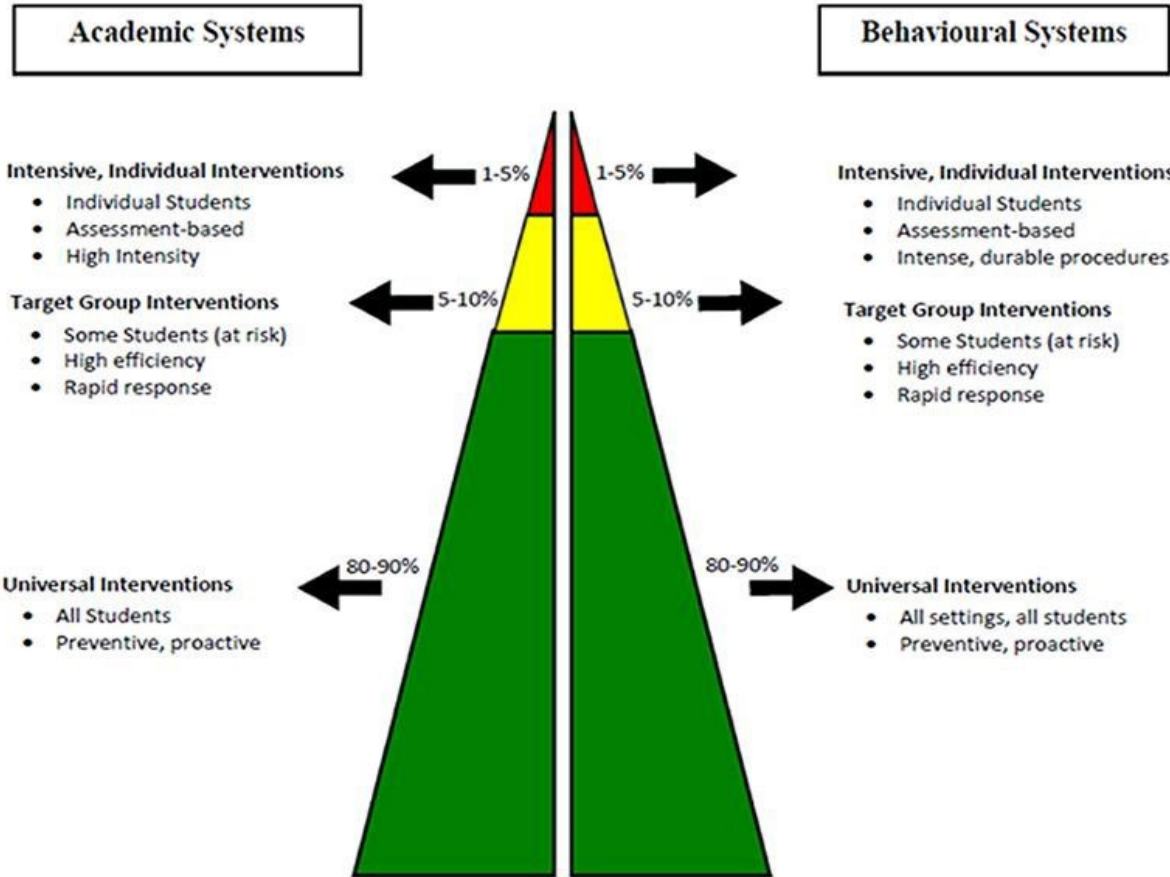 Academic Systems
Intensive, Individual Interventions
• Individual Students
• Assessment-based
• High Intensity
1-5%
Target Group Interventions
• Some Students (at risk)
• High efficiency
• Rapid response
5-10%
Universal Interventions
• All Students
• Preventive, proactive
80-90%
Behavioural Systems
1-5%
Intensive, Individual Interventions
• Individual Students
• Assessment-based
• Intense, durable procedures
5-10%
Target Group Interventions
• Some Students (at risk)
• High efficiency
• Rapid response
80-90%
Universal Interventions
• All settings, all students
• Preventive, proactive